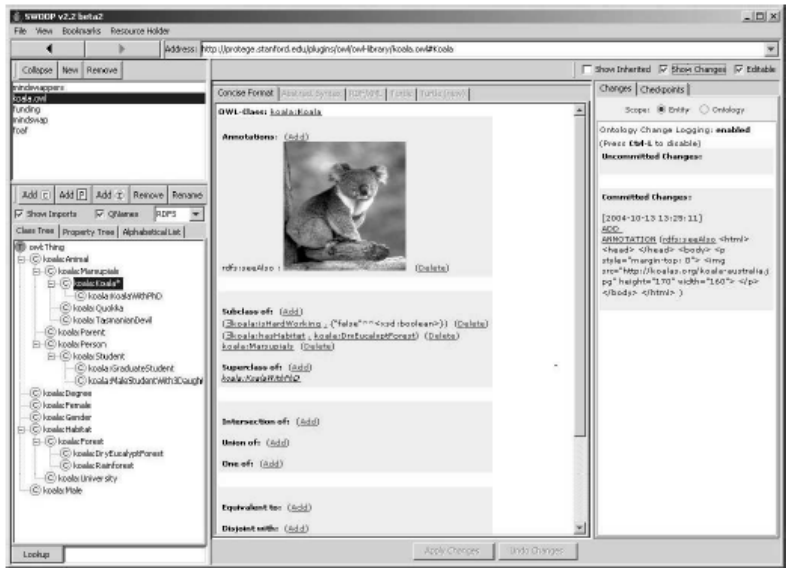 SWOOP v2.2 beta2
File View Bookmarks Resource Holder
Address: http://protege.stanford.edu/plugins/owl/owl-library/koala.owl#Koala
Collapse New Remove
Show Inherited Show Changes Editable
mindswappers
koala.owl
funding
mindswap
foaf
Add C Add P Add I Remove Rename
Show Imports QNames RDFS
Class Tree Property Tree Alphabetical List
owl:Thing
koala:Animal
koala:Marsupials
koala:Koala*
koala:KoalaWithPhD
koala:Quokka
koala:TasmanianDevil
koala:Parent
koala:Person
koala:Student
koala:GraduateStudent
koala:MaleStudentWith3Daught
koala:Degree
koala:Female
koala:Gender
koala:Habitat
koala:Forest
koala:DryEucalyptForest
koala:Rainforest
koala:University
koala:Male
Lookup
Concise Format Abstract Syntax RDF/XML Turtle
OWL-Class: koala:Koala
Annotations: (Add)
rdfs:seeAlso : (Delete)
Subclass of: (Add)
(∃koala:isHardWorking . {"false"^^<xsd:boolean>}) (Delete)
(∃koala:hasHabitat . koala:DryEucalyptForest) (Delete)
koala:Marsupials (Delete)
Superclass of: (Add)
koala:KoalaWithPhD
Intersection of: (Add)
Union of: (Add)
One of: (Add)
Equivalent to: (Add)
Disjoint with: (Add)
Apply Changes Undo Changes
Changes Checkpoints
Scope: Entity Ontology
Ontology Change Logging: enabled
(Press Ctrl-L to disable)
Uncommitted Changes:
Committed Changes:
[2004-10-13 13:29:11]
ADD
ANNOTATION (rdfs:seeAlso <html>
<head> </head> <body> <p
style="margin-top: 0"> <img
src="http://koalas.org/koala-australia.j
pg" height="170" width="160"> </p>
</body> </html> )